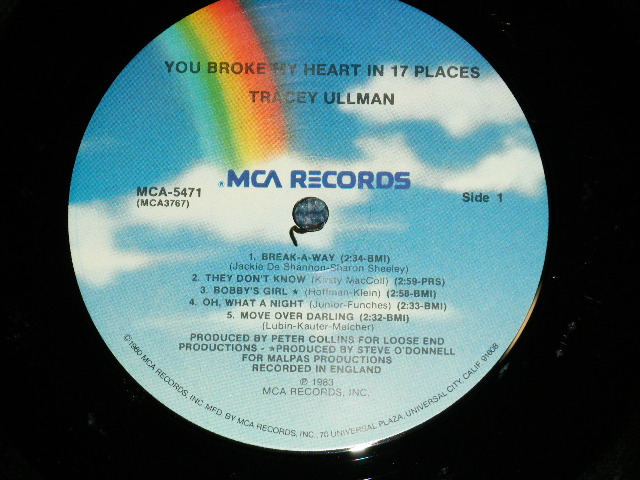 YOU BROKE MY HEART IN 17 PLACES
TRACEY ULLMAN
® MCA RECORDS
MCA-5471
(MCA3767)
Side 1
1. BREAK-A-WAY (2:34-BMI)
(Jackie De Shannon-Sharon Sheeley)
2. THEY DON'T KNOW (Kirsty MacColl) (2:59-PRS)
3. BOBBY'S GIRL ★ (Hoffman-Klein) (2:58-BMI)
4. OH, WHAT A NIGHT (Junior-Funches) (2:33-BMI)
5. MOVE OVER DARLING (2:32-BMI)
(Lubin-Kauter-Melcher)
PRODUCED BY PETER COLLINS FOR LOOSE END
PRODUCTIONS - ★PRODUCED BY STEVE O'DONNELL
FOR MALPAS PRODUCTIONS
RECORDED IN ENGLAND
℗ 1983
MCA RECORDS, INC.
©1980 MCA RECORDS, INC. MFD. BY MCA RECORDS, INC., 70 UNIVERSAL PLAZA, UNIVERSAL CITY, CALIF. 91608